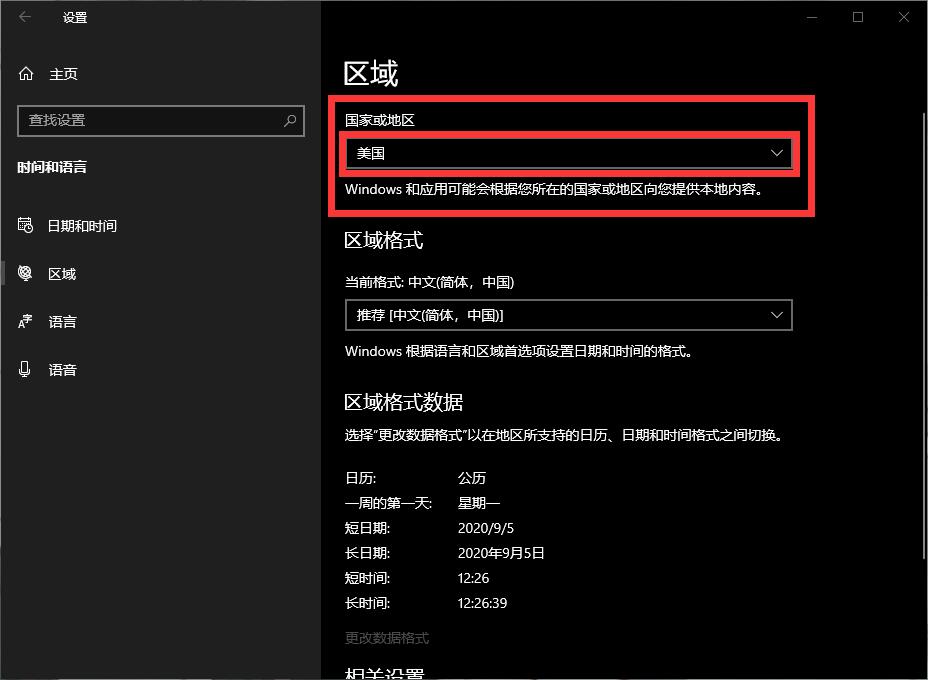 设置
主页
查找设置
时间和语言
日期和时间
区域
语言
语音
区域
国家或地区
美国
Windows 和应用可能会根据您所在的国家或地区向您提供本地内容。
区域格式
当前格式: 中文(简体，中国)
推荐 [中文(简体，中国)]
Windows 根据语言和区域首选项设置日期和时间的格式。
区域格式数据
选择"更改数据格式"以在地区所支持的日历、日期和时间格式之间切换。
日历: 公历
一周的第一天: 星期一
短日期: 2020/9/5
长日期: 2020年9月5日
短时间: 12:26
长时间: 12:26:39
更改数据格式
相关设置